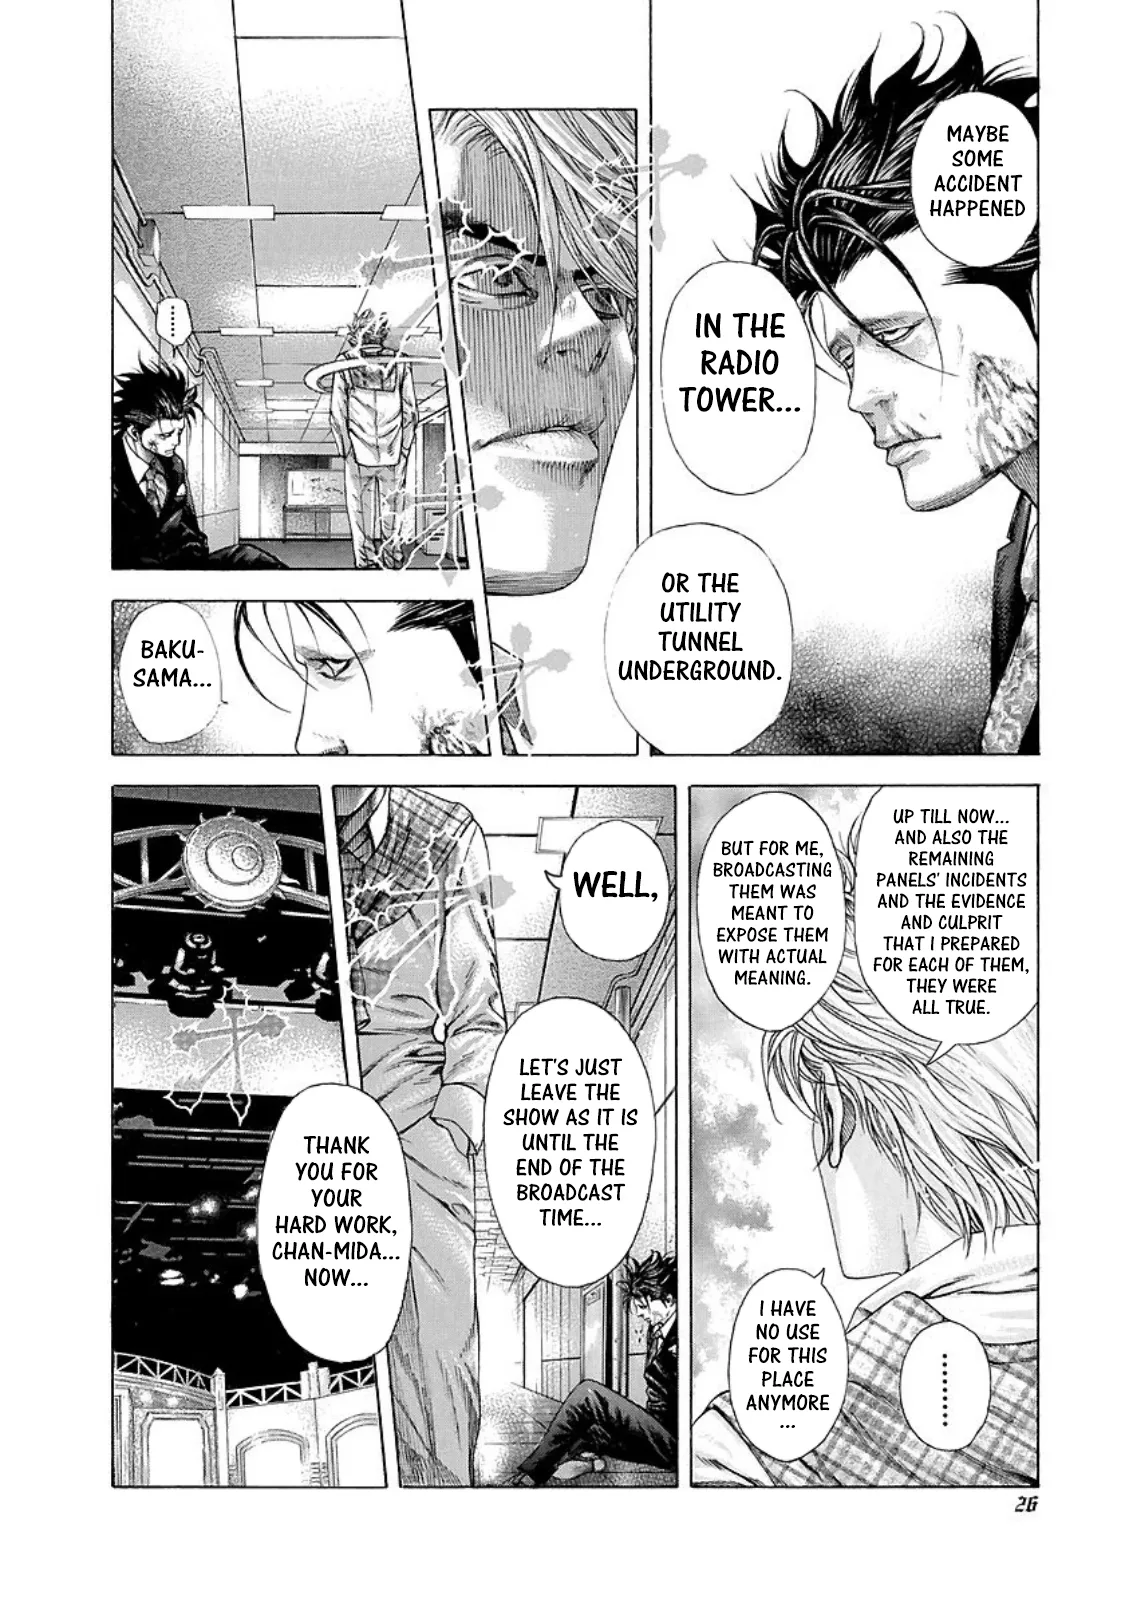 MAYBE
SOME
ACCIDENT
HAPPENED
IN THE
RADIO
TOWER...
OR THE
UTILITY
TUNNEL
UNDERGROUND.
......
BAKU-
SAMA...
UP TILL NOW...
AND ALSO THE
REMAINING
PANELS' INCIDENTS
AND THE EVIDENCE
AND CULPRIT
THAT I PREPARED
FOR EACH OF THEM,
THEY WERE
ALL TRUE.
BUT FOR ME,
BROADCASTING
THEM WAS
MEANT TO
EXPOSE THEM
WITH ACTUAL
MEANING.
.........
I HAVE
NO USE
FOR THIS
PLACE
ANYMORE
...
WELL,
LET'S JUST
LEAVE THE
SHOW AS IT IS
UNTIL THE
END OF THE
BROADCAST
TIME...
THANK
YOU FOR
YOUR
HARD WORK,
CHAN-MIDA...
NOW...
26